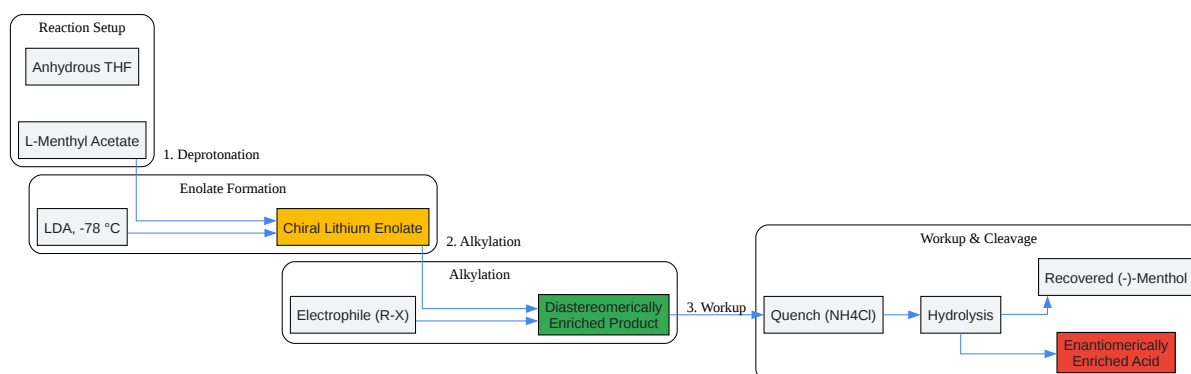 Reaction Setup
Anhydrous THF
L-Menthyl Acetate
1. Deprotonation
Enolate Formation
LDA, -78 °C
Chiral Lithium Enolate
2. Alkylation
Alkylation
Electrophile (R-X)
Diastereomerically
Enriched Product
3. Workup
Workup & Cleavage
Quench (NH4Cl)
Hydrolysis
Recovered (-)-Menthol
Enantiomerically
Enriched Acid